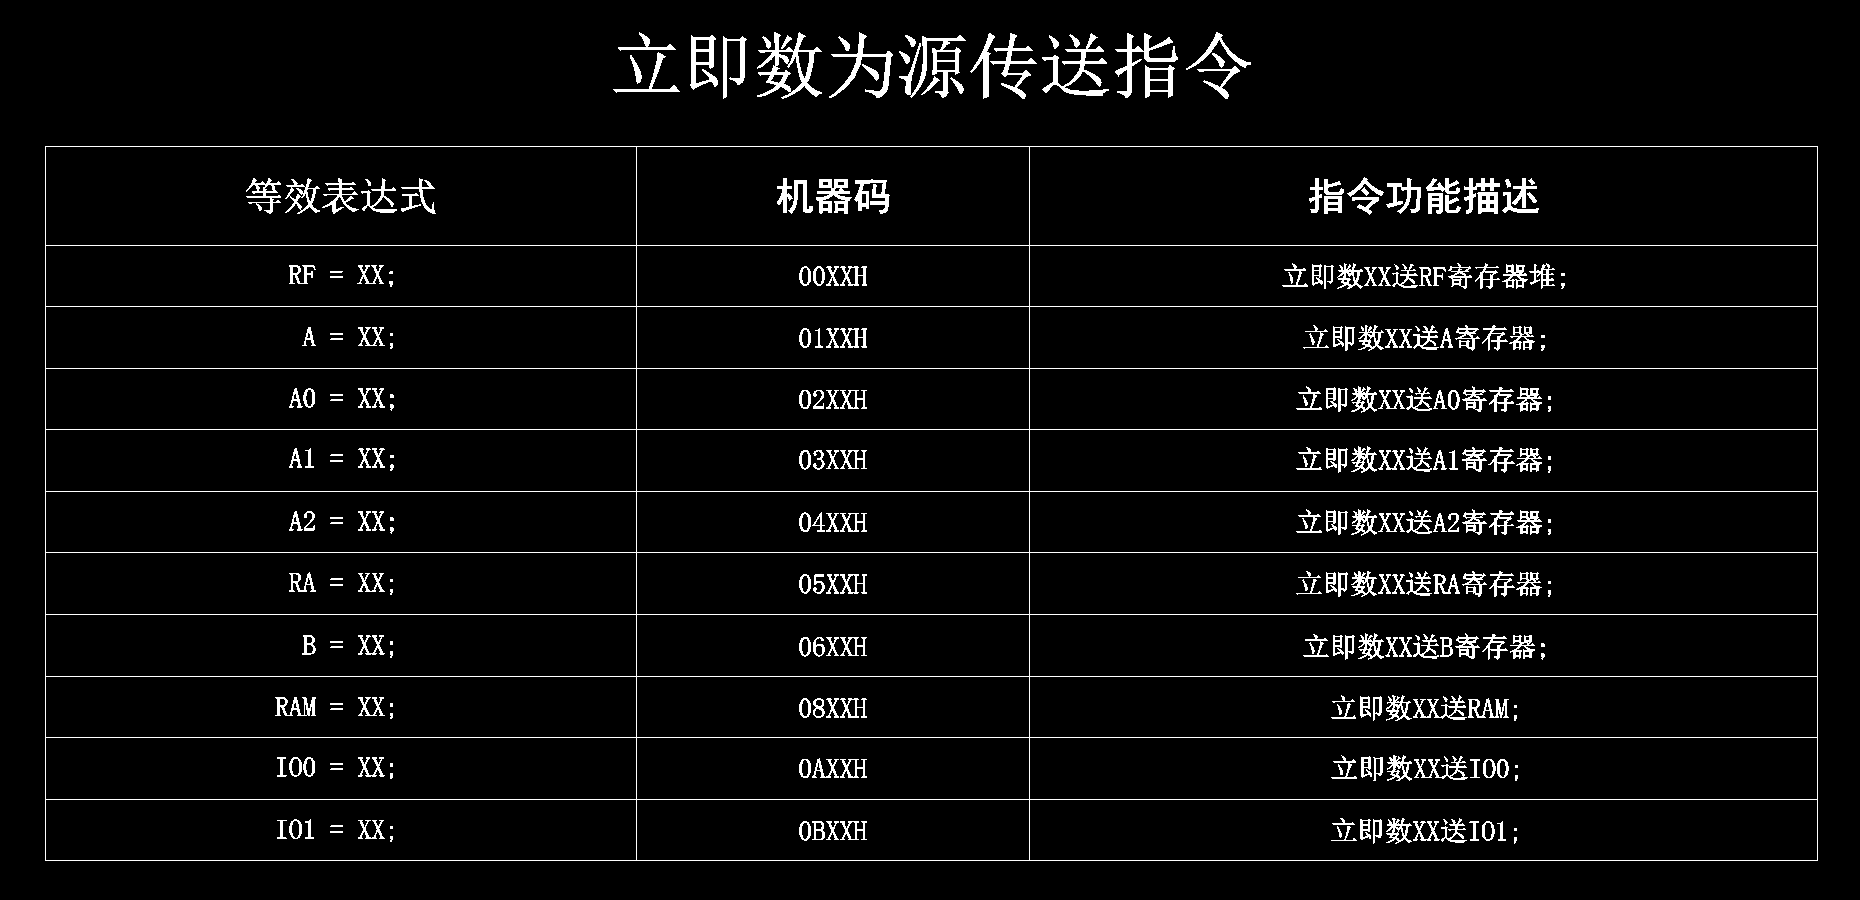 立即数为源传送指令
等效表达式 机器码 指令功能描述
RF = XX; 00XXH 立即数XX送RF寄存器堆;
A = XX; 01XXH 立即数XX送A寄存器;
A0 = XX; 02XXH 立即数XX送A0寄存器;
A1 = XX; 03XXH 立即数XX送A1寄存器;
A2 = XX; 04XXH 立即数XX送A2寄存器;
RA = XX; 05XXH 立即数XX送RA寄存器;
B = XX; 06XXH 立即数XX送B寄存器;
RAM = XX; 08XXH 立即数XX送RAM;
IO0 = XX; 0AXXH 立即数XX送IO0;
IO1 = XX; 0BXXH 立即数XX送IO1;